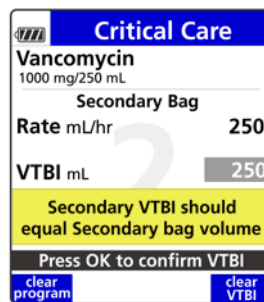 Critical Care
Vancomycin
1000 mg/250 mL
Secondary Bag
Rate mL/hr 250
VTBI mL 250
Secondary VTBI should
equal Secondary bag volume
Press OK to confirm VTBI
clear program clear VTBI
2